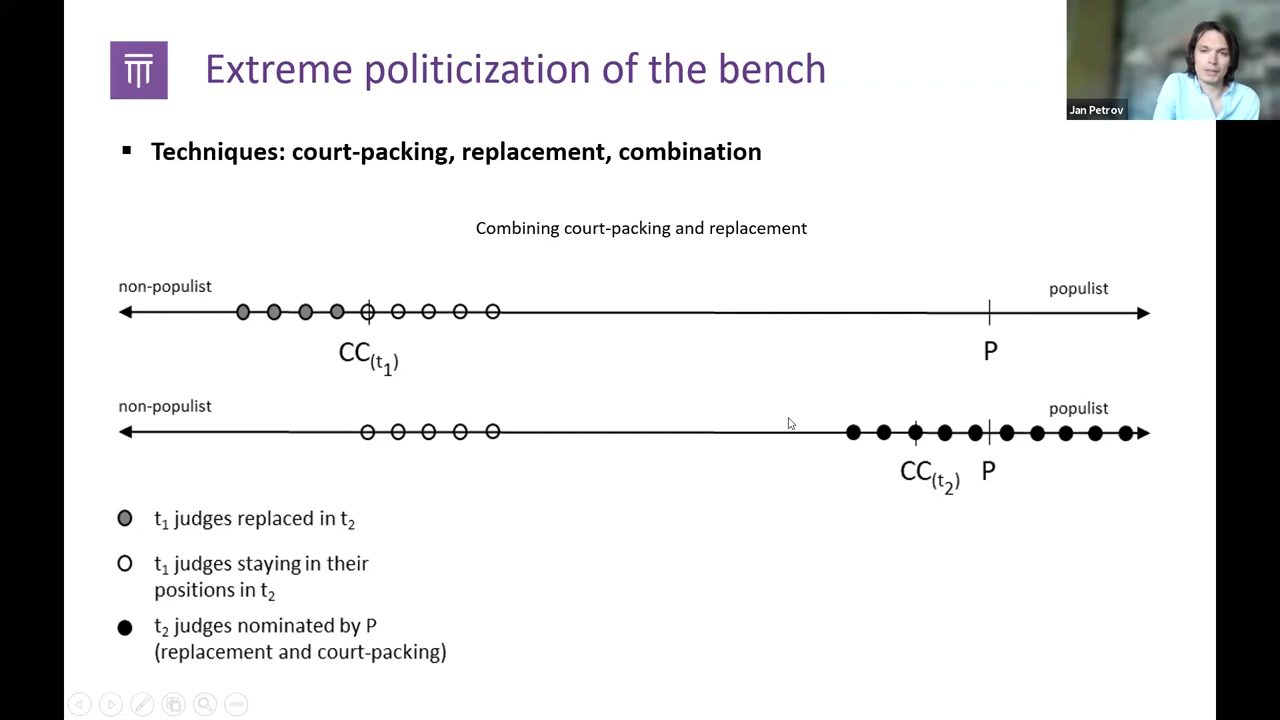 Extreme politicization of the bench
Jan Petrov
▪ Techniques: court-packing, replacement, combination
Combining court-packing and replacement
non-populist
populist
CC(t1)
P
non-populist
populist
CC(t2)
P
t1 judges replaced in t2
t1 judges staying in their
positions in t2
t2 judges nominated by P
(replacement and court-packing)